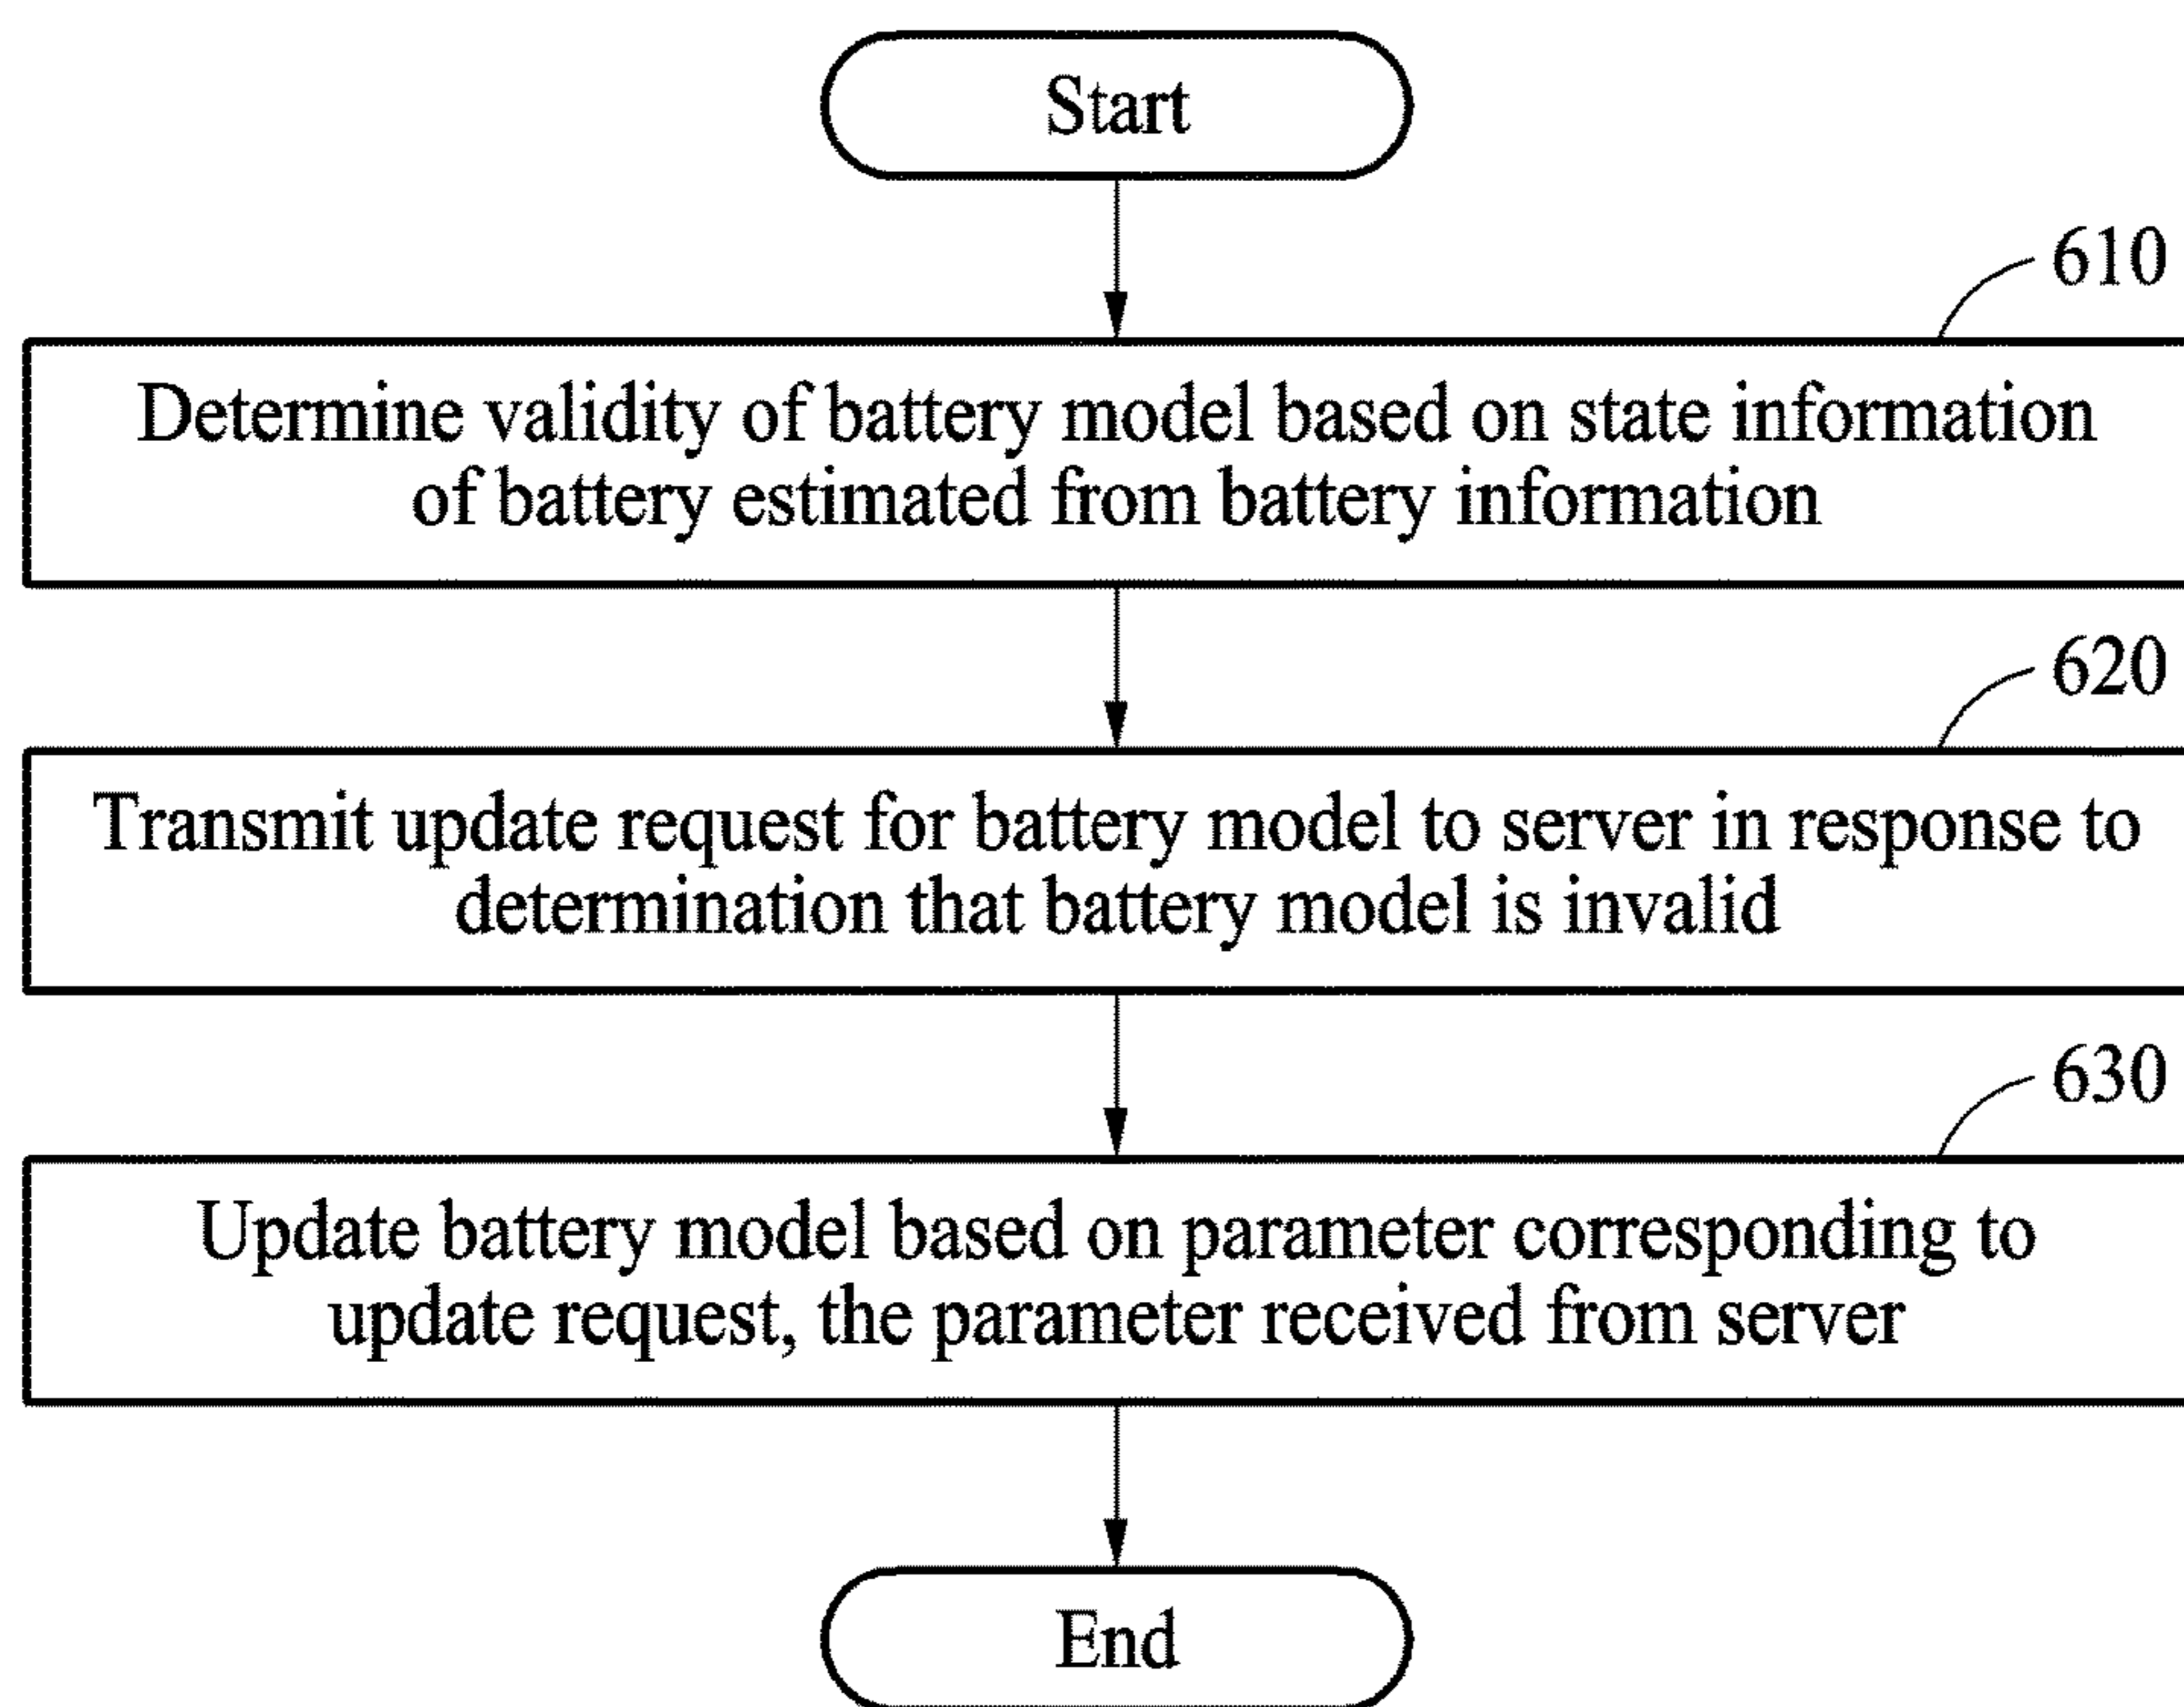 Start
610
Determine validity of battery model based on state information
of battery estimated from battery information
620
Transmit update request for battery model to server in response to
determination that battery model is invalid
630
Update battery model based on parameter corresponding to
update request, the parameter received from server
End